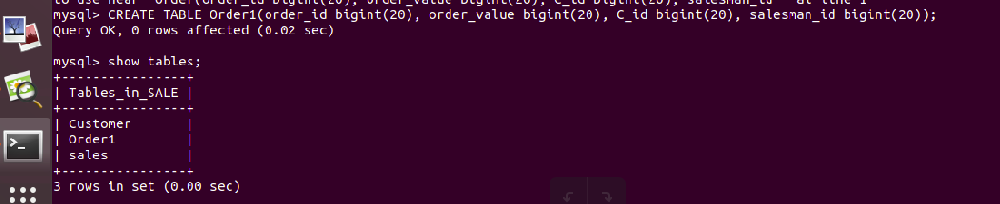 to use near 'Order(order_id bigint(20), order_value bigint(20), C_id bigint(20), salesman_id ' at line 1
mysql> CREATE TABLE Order1(order_id bigint(20), order_value bigint(20), C_id bigint(20), salesman_id bigint(20));
Query OK, 0 rows affected (0.02 sec)
mysql> show tables;
+----------------+
| Tables_in_SALE |
+----------------+
| Customer       |
| Order1         |
| sales          |
+----------------+
3 rows in set (0.00 sec)